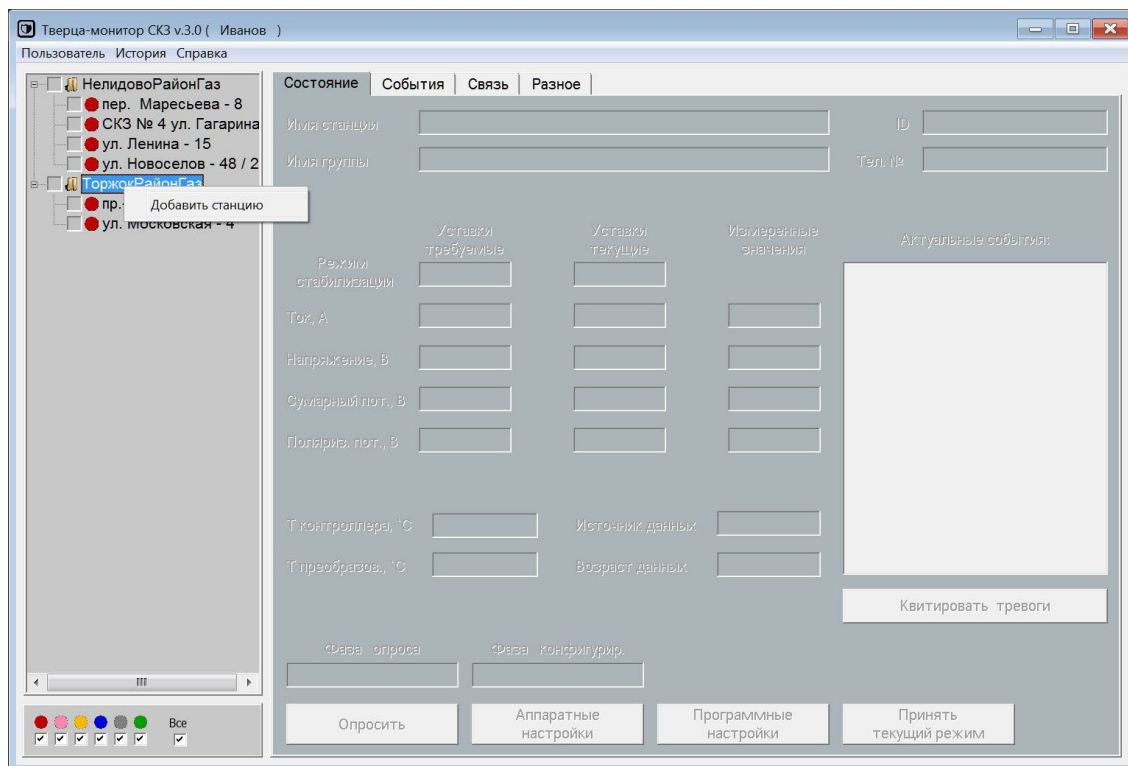 Тверца-монитор СКЗ v.3.0 ( Иванов )
Пользователь История Справка
НелидовоРайонГаз
пер. Маресьева - 8
СКЗ № 4 ул. Гагарина
ул. Ленина - 15
ул. Новоселов - 48 / 2
ТоржокРайонГаз
пр.
Добавить станцию
ул. Московская - 4
Все
Состояние События Связь Разное
Имя станции
ID
Имя группы
Тел. №
Уставки требуемые
Уставки текущие
Измеренные значения
Актуальные события:
Режим стабилизации
Ток, А
Напряжение, В
Сумарный пот., В
Поляриз. пот., В
Т контроллера, °С
Источник данных
Т преобразов., °С
Возраст данных
Квитировать тревоги
Фаза опроса
Фаза конфигурир.
Опросить
Аппаратные настройки
Программные настройки
Принять текущий режим